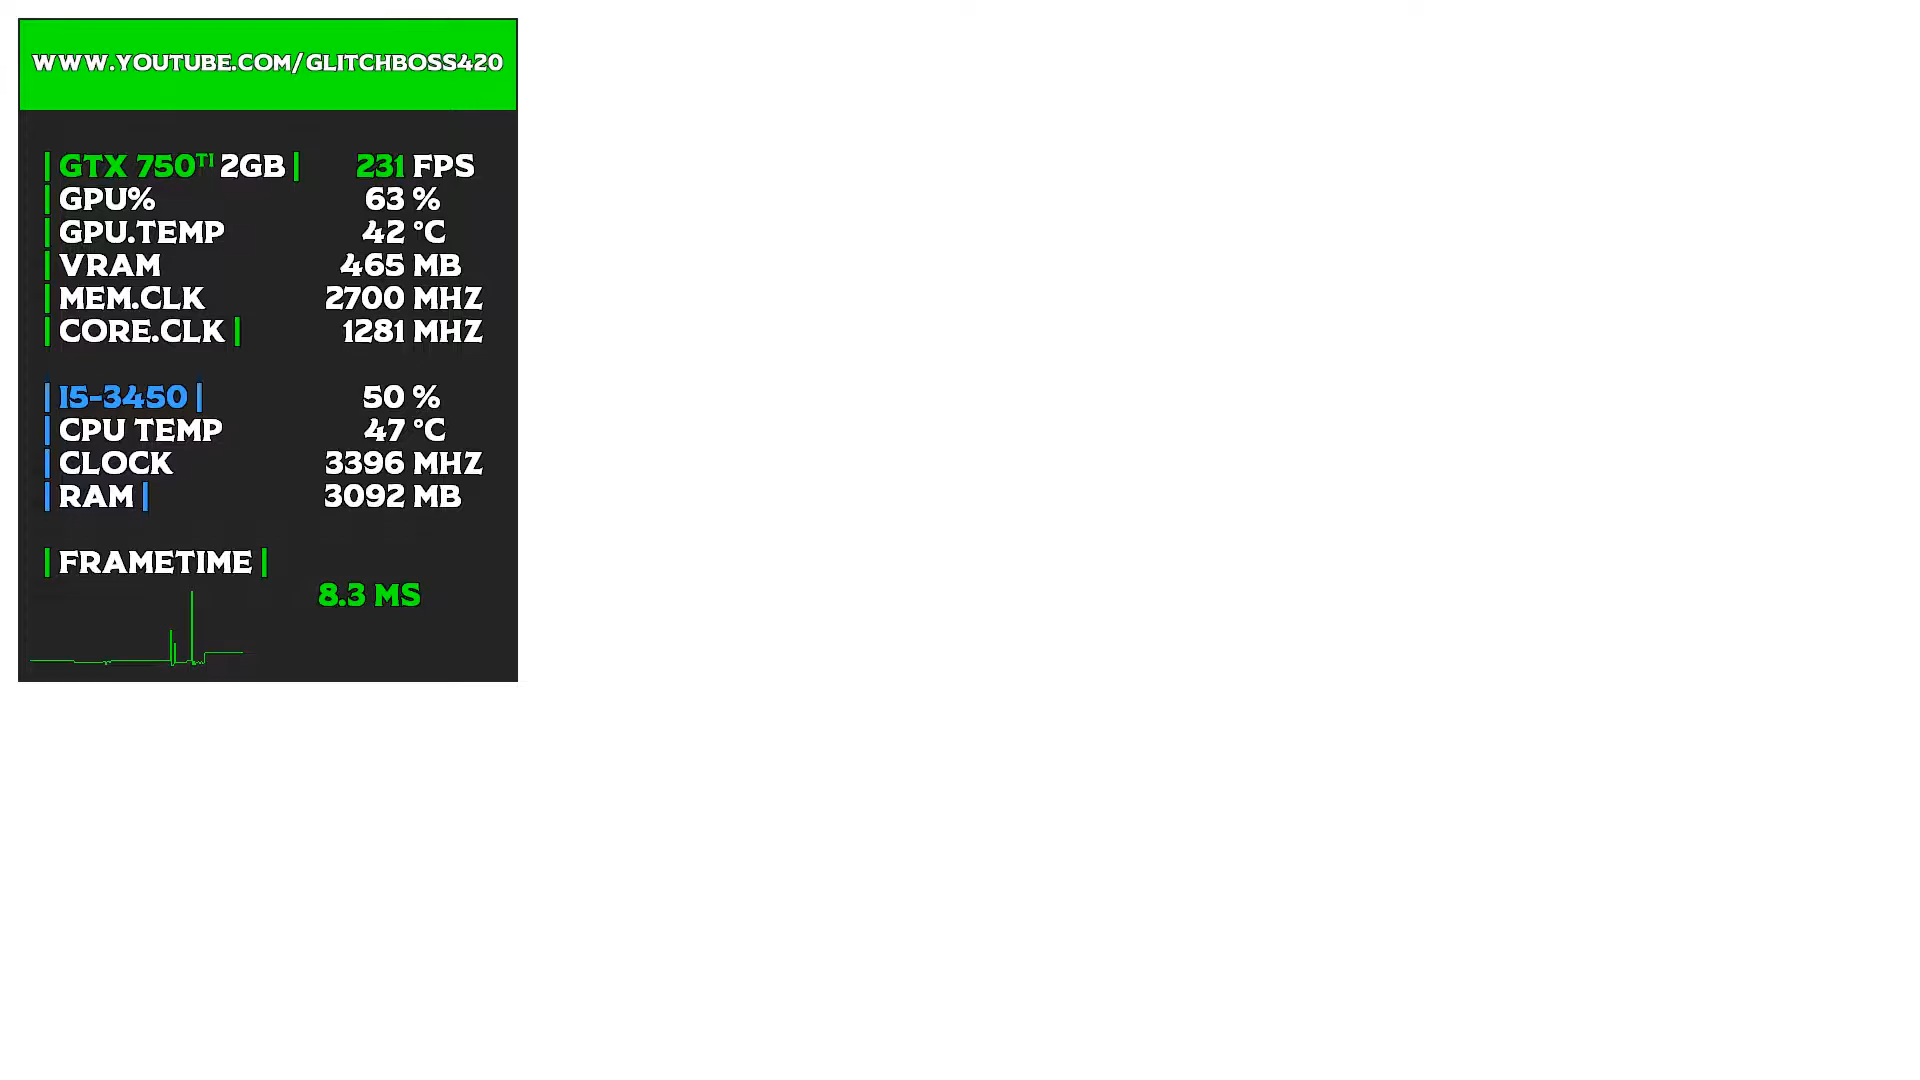 WWW.YOUTUBE.COM/GLITCHBOSS420
| GTX 750TI 2GB | 231 FPS
| GPU% 63 %
| GPU.TEMP 42 °C
| VRAM 465 MB
| MEM.CLK 2700 MHZ
| CORE.CLK | 1281 MHZ
| I5-3450 | 50 %
| CPU TEMP 47 °C
| CLOCK 3396 MHZ
| RAM | 3092 MB
| FRAMETIME |
8.3 MS